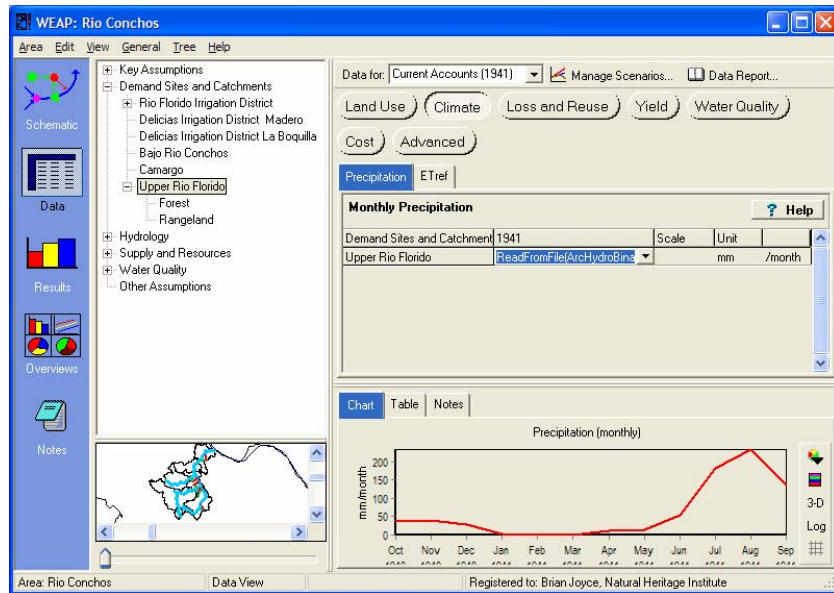 WEAP: Rio Conchos
Area Edit View General Tree Help
Schematic
Data
Results
Overviews
Notes
Key Assumptions
Demand Sites and Catchments
Rio Florido Irrigation District
Delicias Irrigation District Madero
Delicias Irrigation District La Boquilla
Bajo Rio Conchos
Camargo
Upper Rio Florido
Forest
Rangeland
Hydrology
Supply and Resources
Water Quality
Other Assumptions
Data for: Current Accounts (1941) Manage Scenarios... Data Report...
Land Use Climate Loss and Reuse Yield Water Quality
Cost Advanced
Precipitation ETref
Monthly Precipitation ? Help
Demand Sites and Catchment 1941 Scale Unit
Upper Rio Florido ReadFromFile(ArcHydroBina mm /month
Chart Table Notes
Precipitation (monthly)
mm/month
200
150
100
50
0
Oct Nov Dec Jan Feb Mar Apr May Jun Jul Aug Sep
3-D
Log
Area: Rio Conchos Data View Registered to: Brian Joyce, Natural Heritage Institute